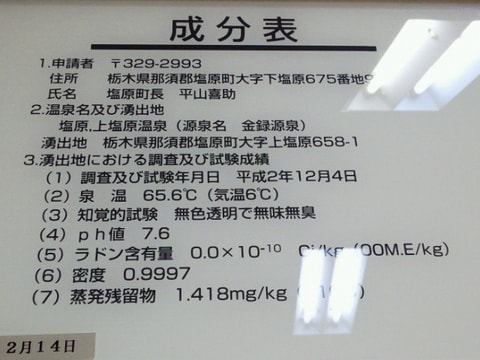 成分表
1.申請者 〒329-2993
住所 栃木県那須郡塩原町大字下塩原675番地
氏名 塩原町長 平山喜助
2.温泉名及び湧出地
塩原.上塩原温泉（源泉名 金録源泉）
湧出地 栃木県那須郡塩原町大字上塩原658-1
3.湧出地における調査及び試験成績
（1）調査及び試験年月日 平成2年12月4日
（2）泉 温 65.6℃（気温6℃）
（3）知覚的試験 無色透明で無味無臭
（4）ｐｈ値 7.6
（5）ラドン含有量 0.0×10⁻¹⁰ Ci/kg（00M.E/kg）
（6）密度 0.9997
（7）蒸発残留物 1.418mg/kg
2月14日